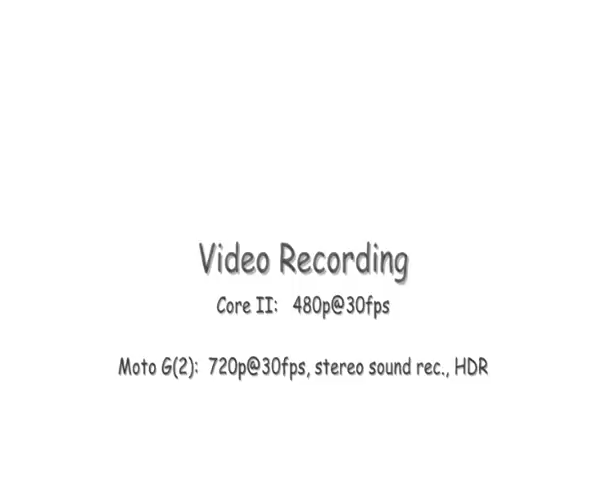 Video Recording
Core II: 480p@30fps
Moto G(2): 720p@30fps, stereo sound rec., HDR